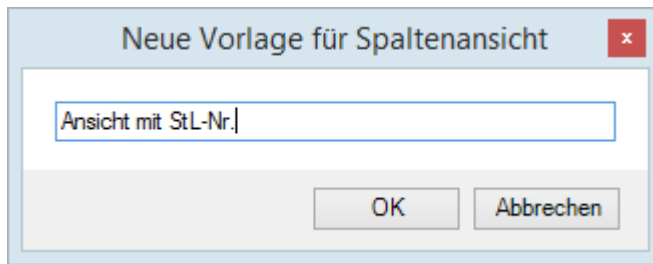 Neue Vorlage für Spaltenansicht
x
Ansicht mit StL-Nr.
OK Abbrechen